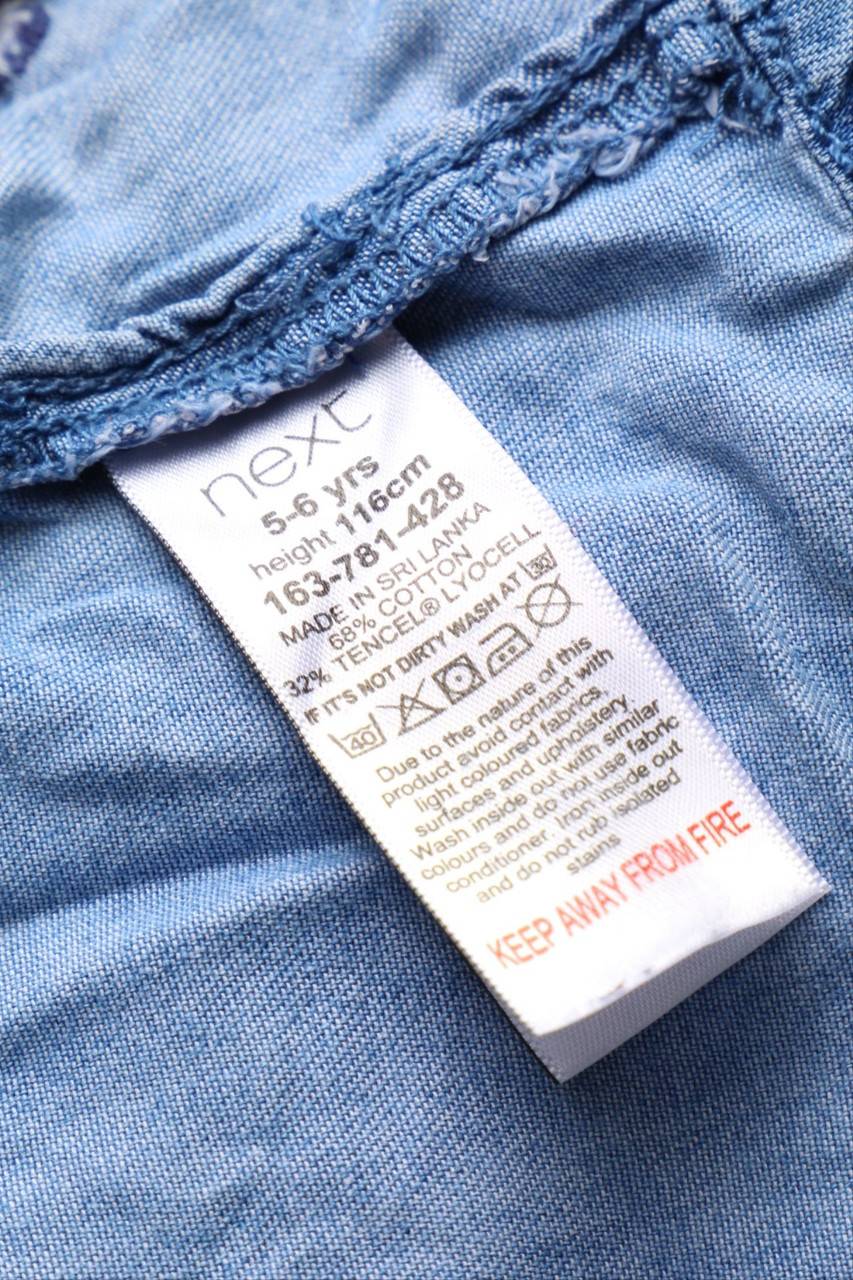 next
5-6 yrs
height 116cm
163-781-428
MADE IN SRI LANKA
68% COTTON
32% TENCEL® LYOCELL
IF IT'S NOT DIRTY WASH AT 30
40
Due to the nature of this
product avoid contact with
light coloured fabrics,
surfaces and upholstery
Wash inside out with similar
colours and do not use fabric
conditioner. Iron inside out
and do not rub isolated
stains
KEEP AWAY FROM FIRE